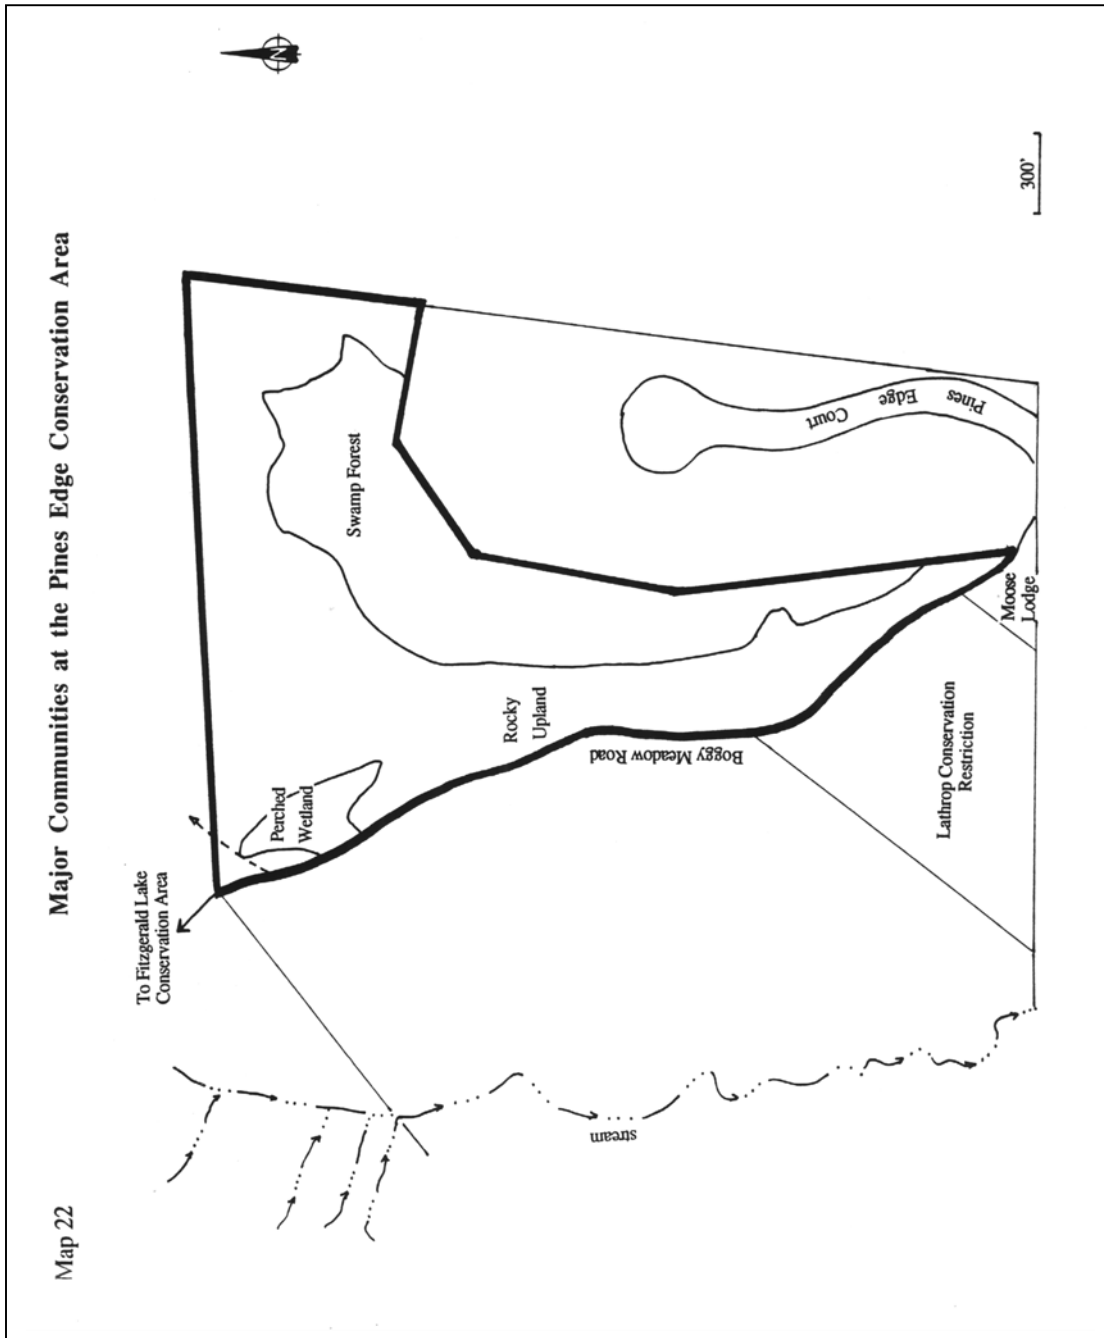 Map 22
Major Communities at the Pines Edge Conservation Area
N
To Fitzgerald Lake
Conservation Area
Perched
Wetland
Swamp Forest
Rocky
Upland
Boggy Meadow Road
Pines Edge Court
Lathrop Conservation
Restriction
Moose
Lodge
stream
300'